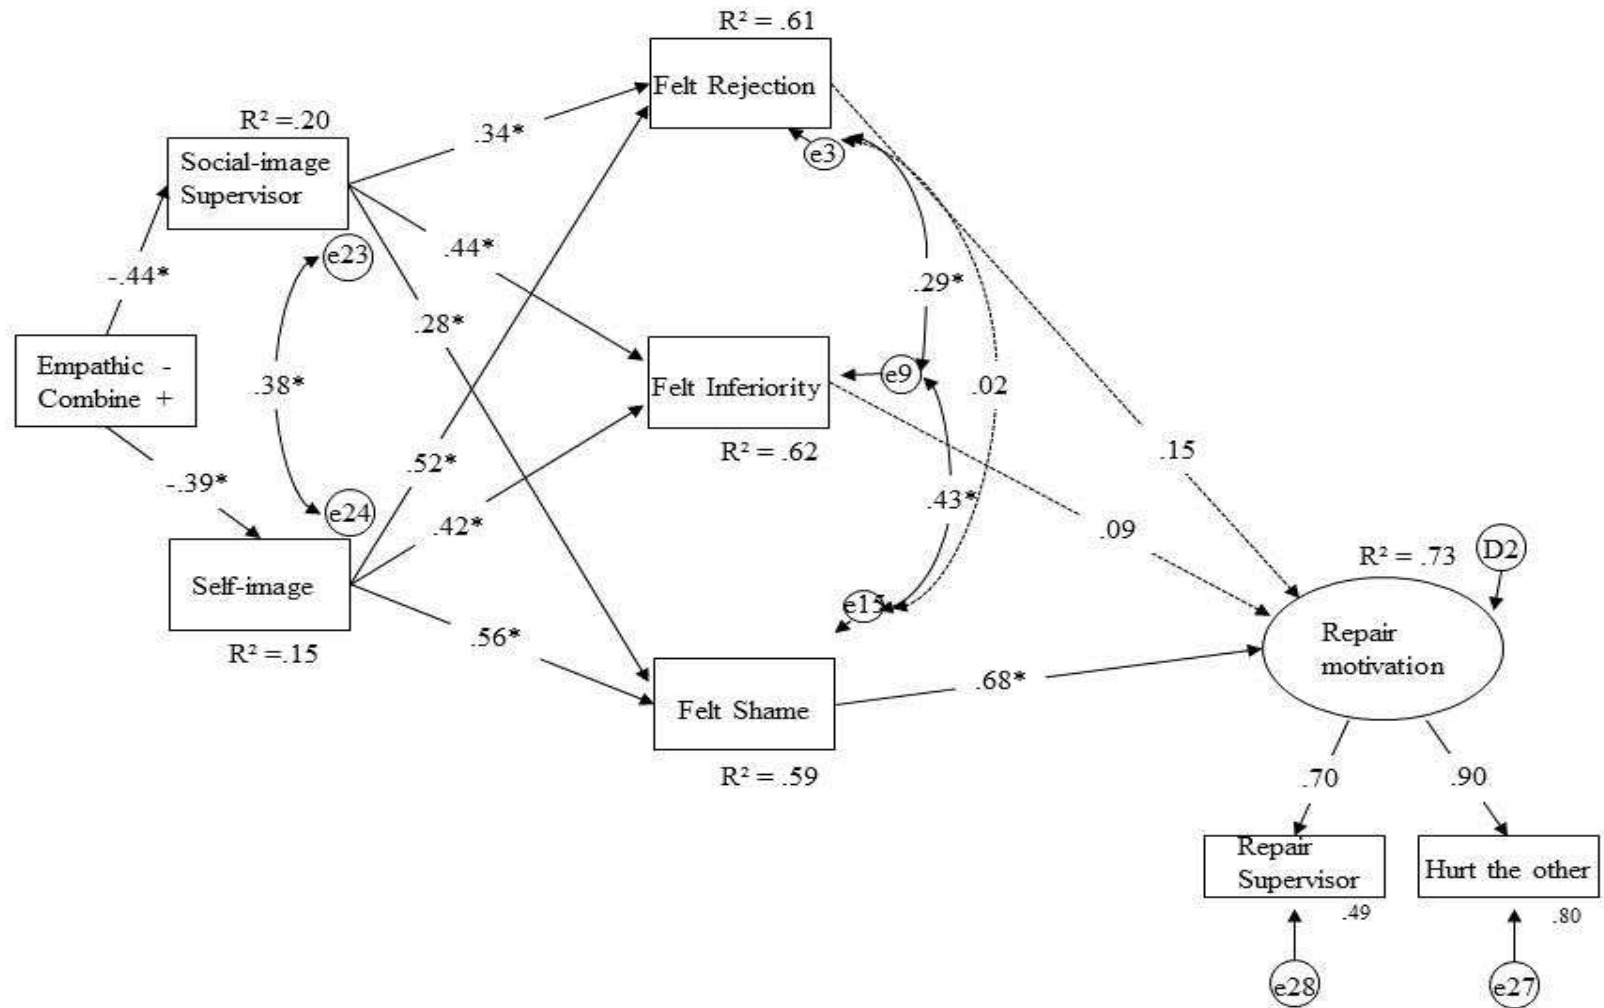 R² = .61
Felt Rejection
R² =.20
Social-image
Supervisor
.34*
e3
e23
.44*
-.44*
.29*
.28*
Empathic -
Combine +
.38*
Felt Inferiority
e9
.02
R² = .62
.15
.52*
-.39*
.43*
e24
.42*
.09
R² = .73
D2
Self-image
e15
.56*
R² =.15
Repair
motivation
.68*
Felt Shame
R² = .59
.70
.90
Repair
Supervisor
Hurt the other
.49
.80
e28
e27